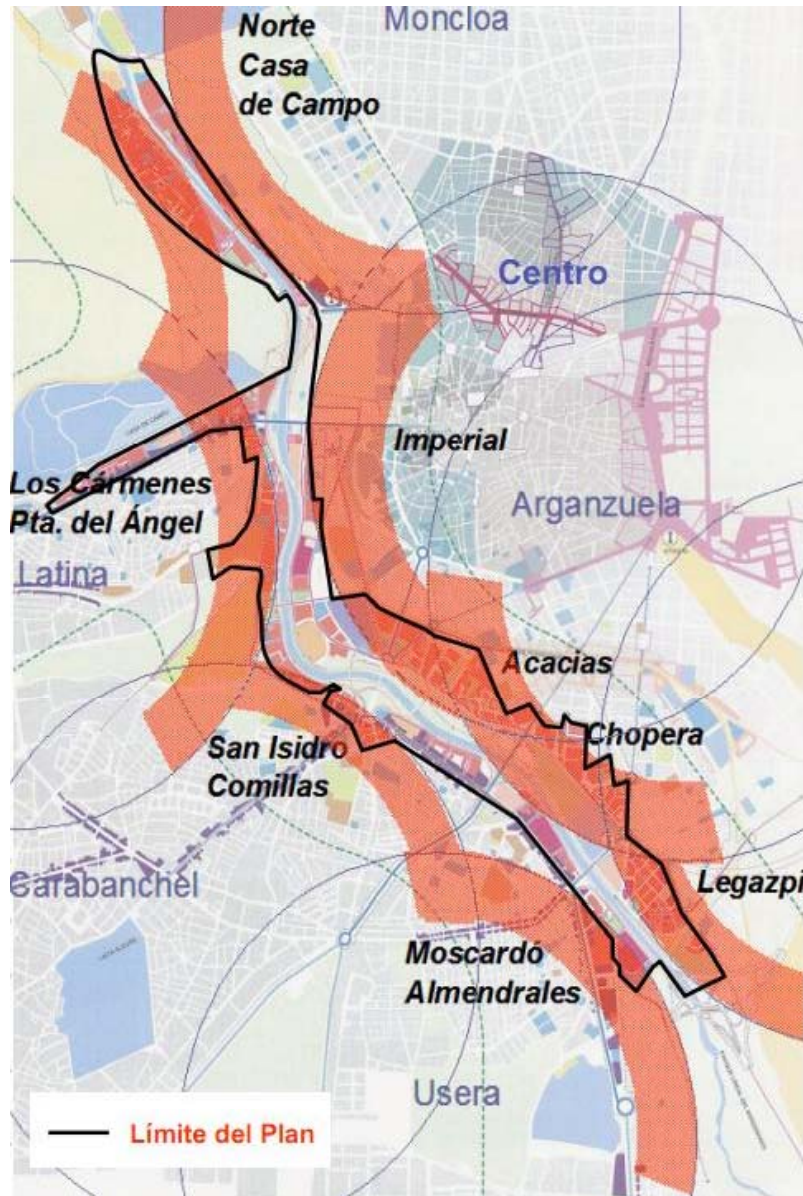 Moncloa
Norte
Casa
de Campo
Centro
Imperial
Los Cármenes
Pta. del Ángel
Arganzuela
Latina
Acacias
Chopera
San Isidro
Comillas
Carabanchel
Legazpi
Moscardó
Almendrales
Usera
Límite del Plan